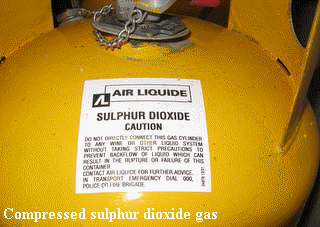 AIR LIQUIDE
SULPHUR DIOXIDE
CAUTION
DO NOT DIRECTLY CONNECT THIS GAS CYLINDER
TO ANY WINE OR OTHER LIQUID SYSTEM
WITHOUT TAKING STRICT PRECAUTIONS TO
PREVENT BACKFLOW OF LIQUID WHICH CAN
RESULT IN THE RUPTURE OR FAILURE OF THIS
CONTAINER.
CONTACT AIR LIQUIDE FOR FURTHER ADVICE.
IN TRANSPORT EMERGENCY DIAL 000,
POLICE OR FIRE BRIGADE.
Compressed sulphur dioxide gas